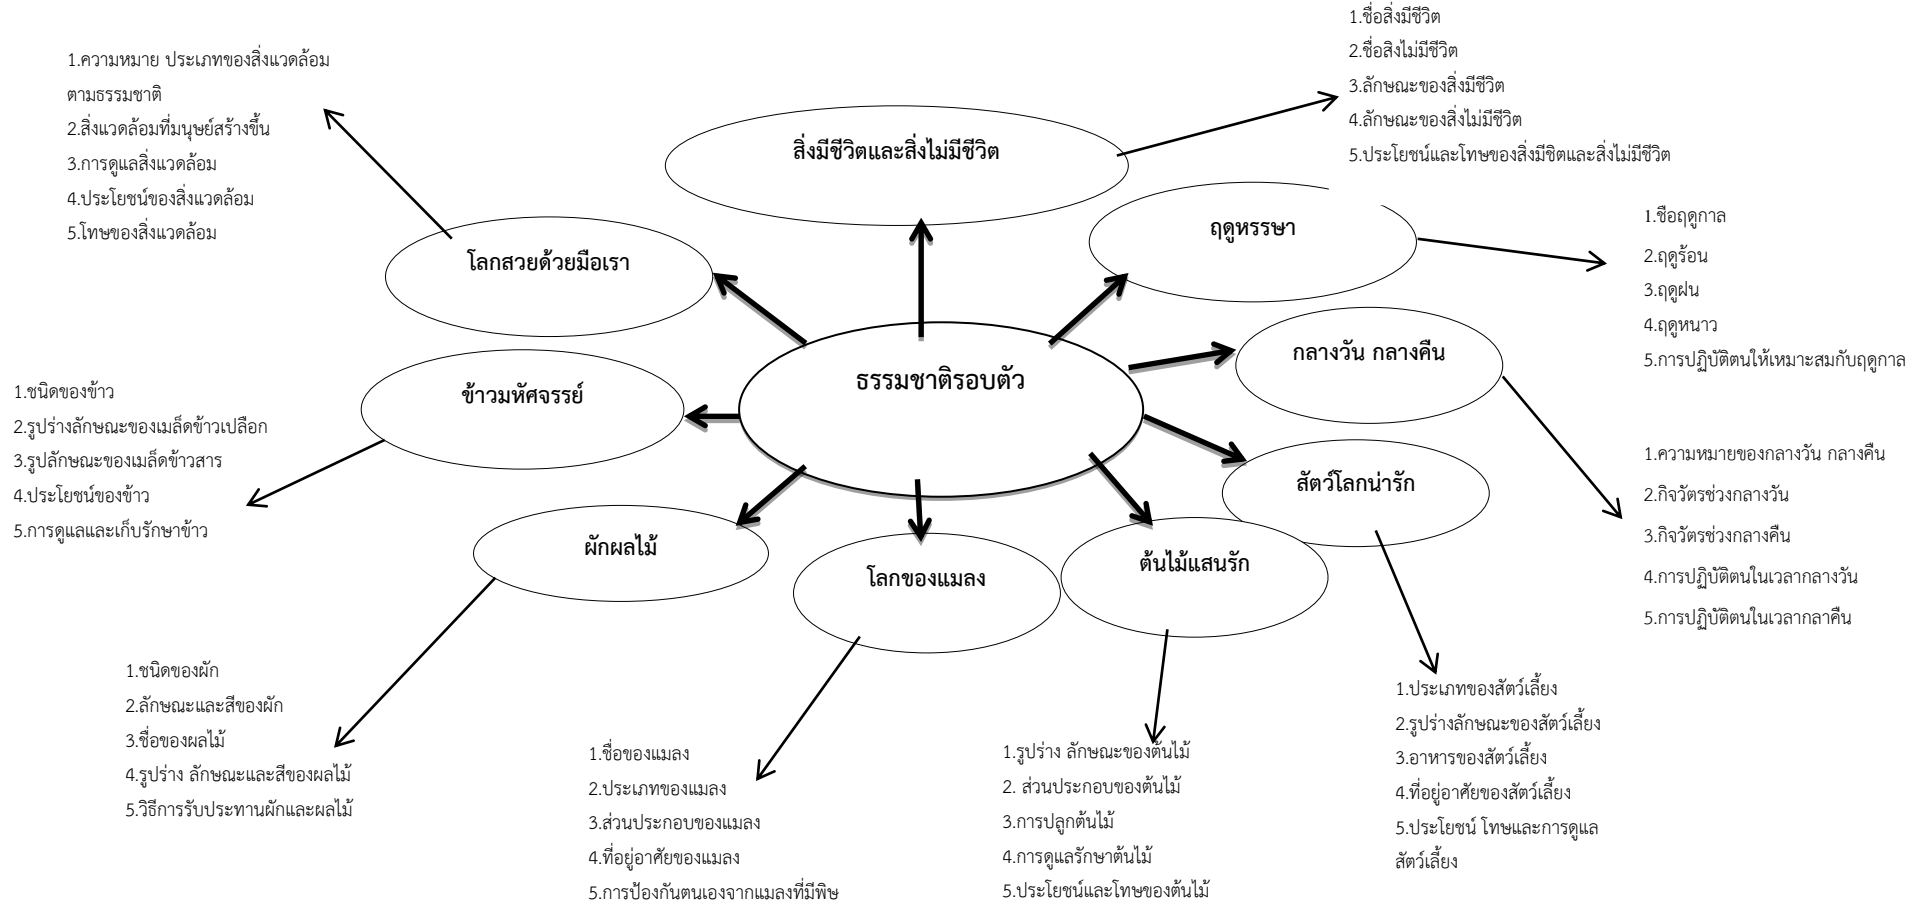 1.ชื่อสิ่งมีชีวิต
2.ชื่อสิงไม่มีชีวิต
3.ลักษณะของสิ่งมีชีวิต
4.ลักษณะของสิ่งไม่มีชีวิต
5.ประโยชน์และโทษของสิ่งมีชิตและสิ่งไม่มีชีวิต
1.ความหมาย ประเภทของสิ่งแวดล้อม
ตามธรรมชาติ
2.สิ่งแวดล้อมที่มนุษย์สร้างขึ้น
3.การดูแลสิ่งแวดล้อม
4.ประโยชน์ของสิ่งแวดล้อม
5.โทษของสิ่งแวดล้อม
สิ่งมีชีวิตและสิ่งไม่มีชีวิต
ฤดูหรรษา
1.ชือฤดูกาล
2.ฤดูร้อน
3.ฤดูฝน
4.ฤดูหนาว
5.การปฏิบัติตนให้เหมาะสมกับฤดูกาล
โลกสวยด้วยมือเรา
กลางวัน กลางคืน
ธรรมชาติรอบตัว
ข้าวมหัศจรรย์
1.ชนิดของข้าว
2.รูปร่างลักษณะของเมล็ดข้าวเปลือก
3.รูปลักษณะของเมล็ดข้าวสาร
4.ประโยชน์ของข้าว
5.การดูแลและเก็บรักษาข้าว
1.ความหมายของกลางวัน กลางคืน
2.กิจวัตรช่วงกลางวัน
3.กิจวัตรช่วงกลางคืน
4.การปฏิบัติตนในเวลากลางวัน
5.การปฏิบัติตนในเวลากลาคืน
สัตว์โลกน่ารัก
ผักผลไม้
โลกของแมลง
ต้นไม้แสนรัก
1.ชนิดของผัก
2.ลักษณะและสีของผัก
3.ชื่อของผลไม้
4.รูปร่าง ลักษณะและสีของผลไม้
5.วิธีการรับประทานผักและผลไม้
1.ชื่อของแมลง
2.ประเภทของแมลง
3.ส่วนประกอบของแมลง
4.ที่อยู่อาศัยของแมลง
5.การป้องกันตนเองจากแมลงที่มีพิษ
1.รูปร่าง ลักษณะของต้นไม้
2. ส่วนประกอบของต้นไม้
3.การปลูกต้นไม้
4.การดูแลรักษาต้นไม้
5.ประโยชน์และโทษของต้นไม้
1.ประเภทของสัตว์เลี้ยง
2.รูปร่างลักษณะของสัตว์เลี้ยง
3.อาหารของสัตว์เลี้ยง
4.ที่อยู่อาศัยของสัตว์เลี้ยง
5.ประโยชน์ โทษและการดูแล
สัตว์เลี้ยง